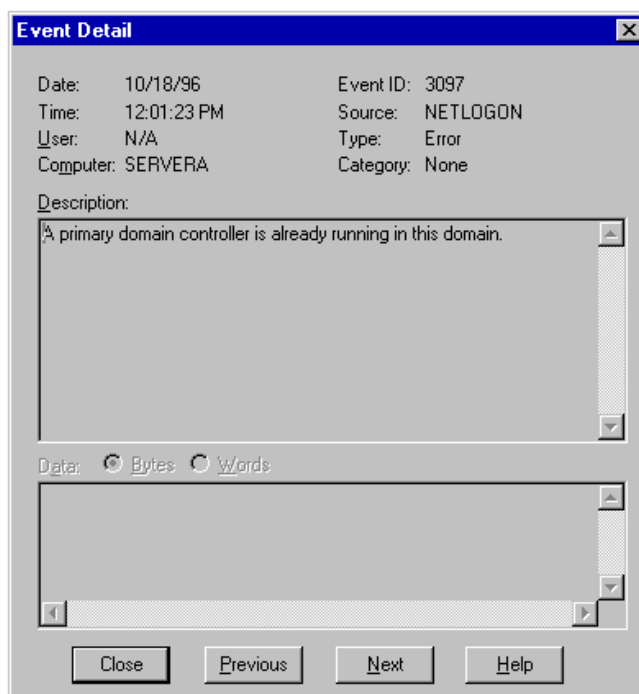 Event Detail
Date: 10/18/96 Event ID: 3097
Time: 12:01:23 PM Source: NETLOGON
User: N/A Type: Error
Computer: SERVERA Category: None
Description:
A primary domain controller is already running in this domain.
Data: Bytes Words
Close Previous Next Help